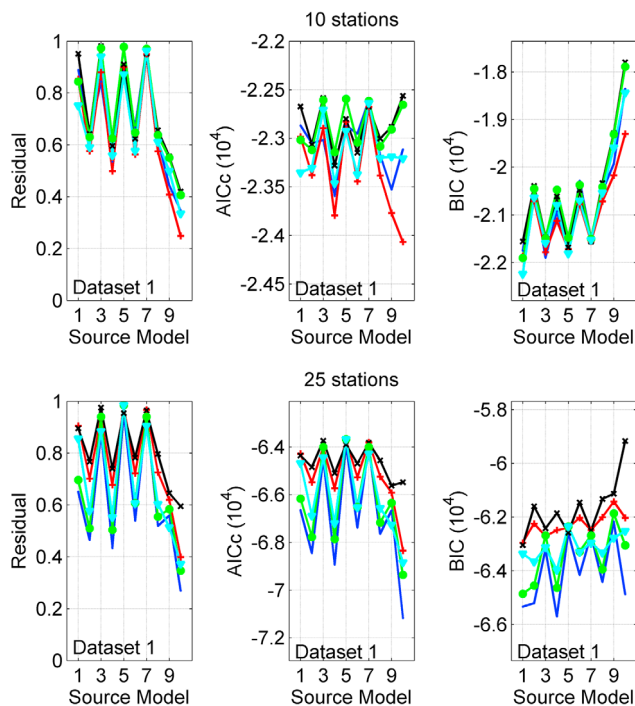 10 stations
Residual
1
0.8
0.6
0.4
0.2
0
Dataset 1
1 3 5 7 9
Source Model
AICc (10⁴)
-2.2
-2.25
-2.3
-2.35
-2.4
-2.45
Dataset 1
1 3 5 7 9
Source Model
BIC (10⁴)
-1.8
-1.9
-2
-2.1
-2.2
Dataset 1
1 3 5 7 9
Source Model
25 stations
Residual
1
0.8
0.6
0.4
0.2
0
Dataset 1
1 3 5 7 9
Source Model
AICc (10⁴)
-6.4
-6.6
-6.8
-7
-7.2
Dataset 1
1 3 5 7 9
Source Model
BIC (10⁴)
-5.8
-6
-6.2
-6.4
-6.6
Dataset 1
1 3 5 7 9
Source Model